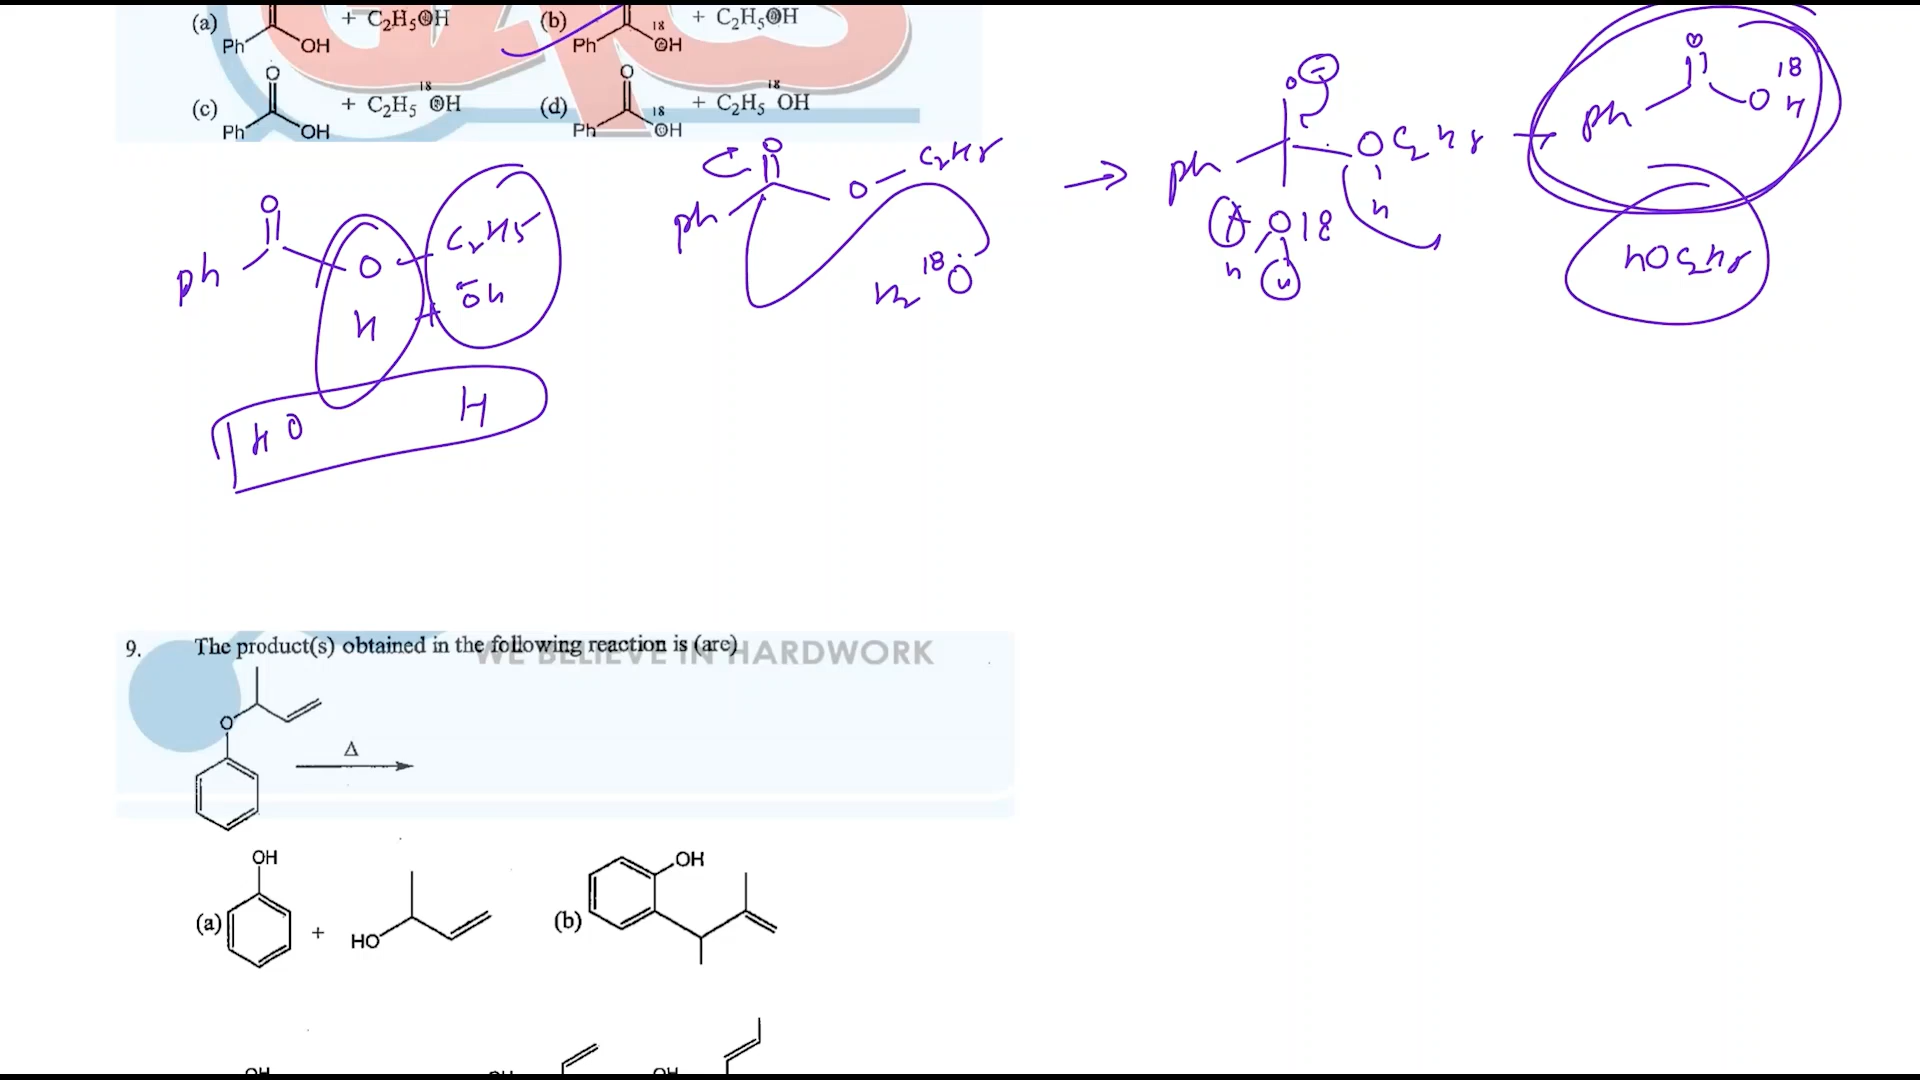 (a) Ph OH + C₂H₅OH (b) O Ph 18 OH + C₂H₅OH
O O
(c) Ph OH + C₂H₅ 18 OH (d) Ph 18 OH + C₂H₅ 18 OH
O ph O C₂H5 ōh H
HO H
O ph O C₂H5 H₂ 18 O
O ph OC₂H5 H O18 H H
+ ph O 18 OH
HOC₂H5
9. The product(s) obtained in the following reaction is (are)
WE BELIEVE IN HARDWORK
O
Δ
OH OH
(a) + HO (b)
OH OH